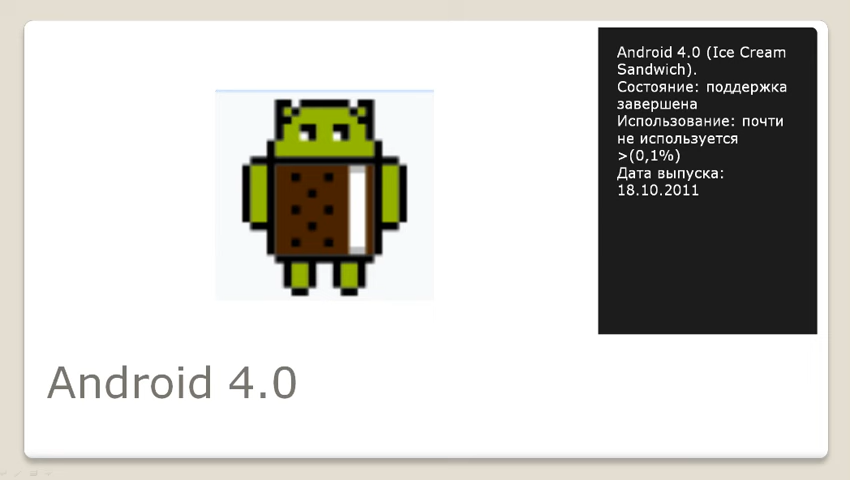 Android 4.0 (Ice Cream
Sandwich).
Состояние: поддержка
завершена
Использование: почти
не используется
>(0,1%)
Дата выпуска:
18.10.2011
Android 4.0